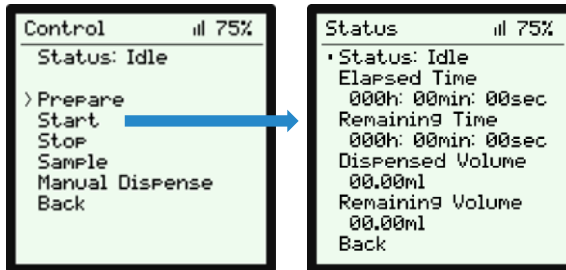 Control 75%
Status: Idle
>Prepare
Start
Stop
Sample
Manual Dispense
Back
Status 75%
•Status: Idle
Elapsed Time
000h: 00min: 00sec
Remaining Time
000h: 00min: 00sec
Dispensed Volume
00.00ml
Remaining Volume
00.00ml
Back